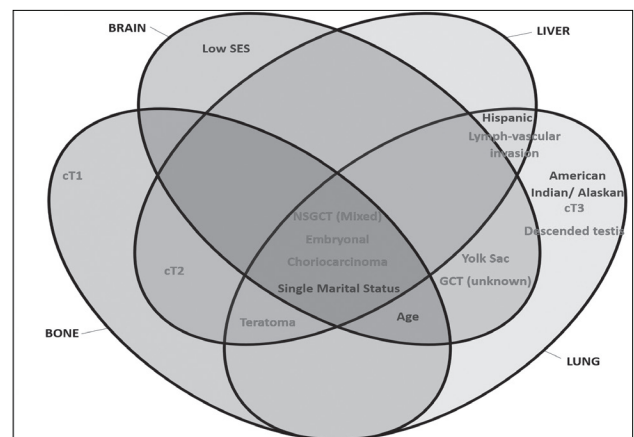 BRAIN
LIVER
Low SES
Hispanic
Lymph-vascular
invasion
cT1
American
Indian/ Alaskan
cT3
Descended testis
NSGCT (Mixed)
Embryonal
Choriocarcinoma
Single Marital Status
cT2
Yolk Sac
GCT (unknown)
Teratoma
Age
BONE
LUNG